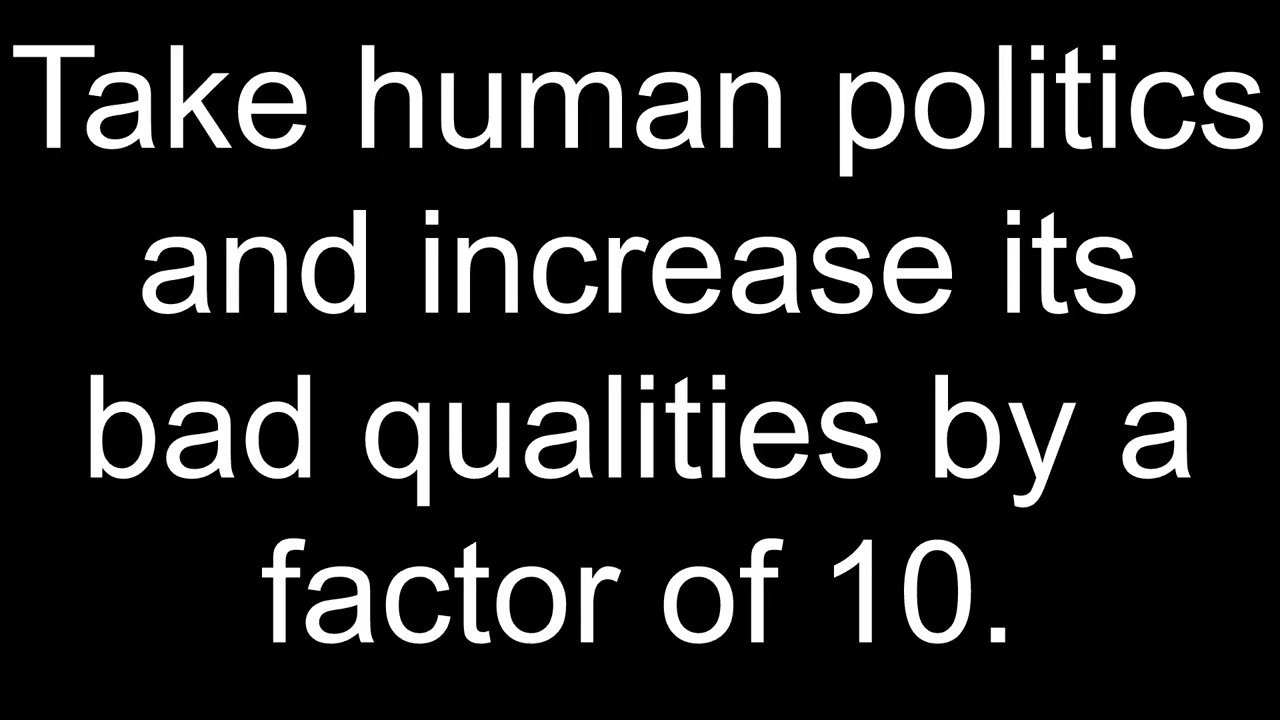 Take human politics
and increase its
bad qualities by a
factor of 10.